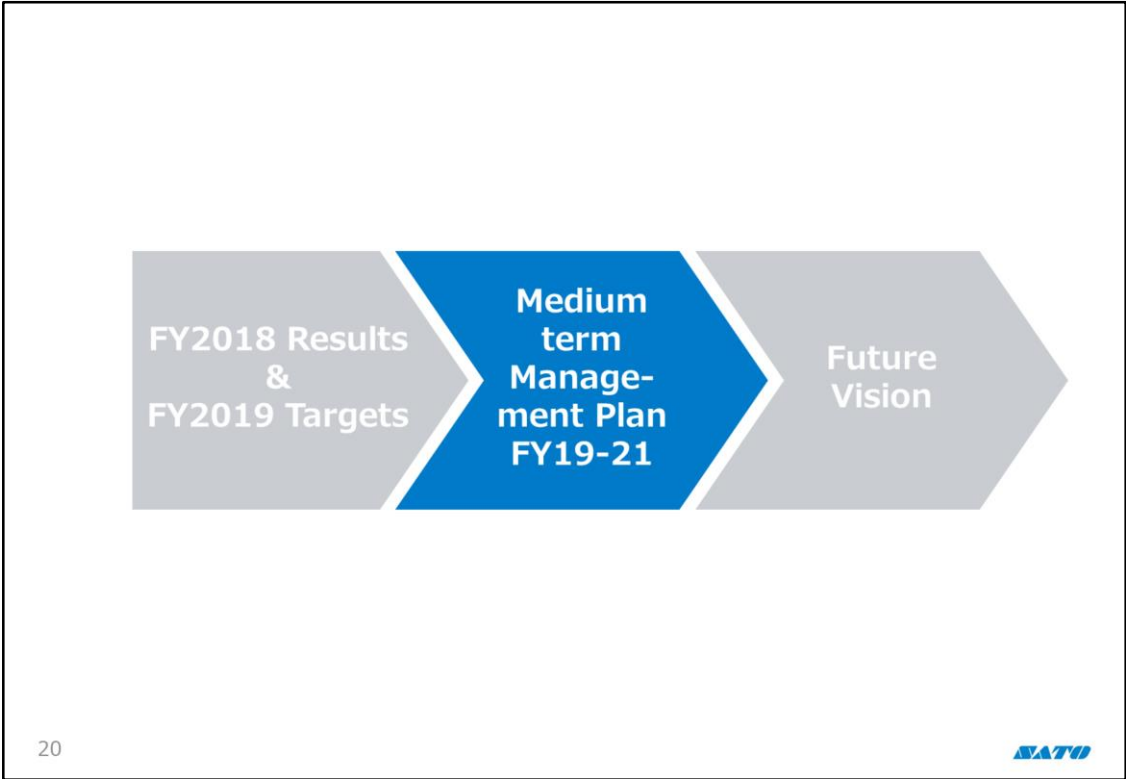 FY2018 Results
&
FY2019 Targets
Medium
term
Manage-
ment Plan
FY19-21
Future
Vision
20
SATO